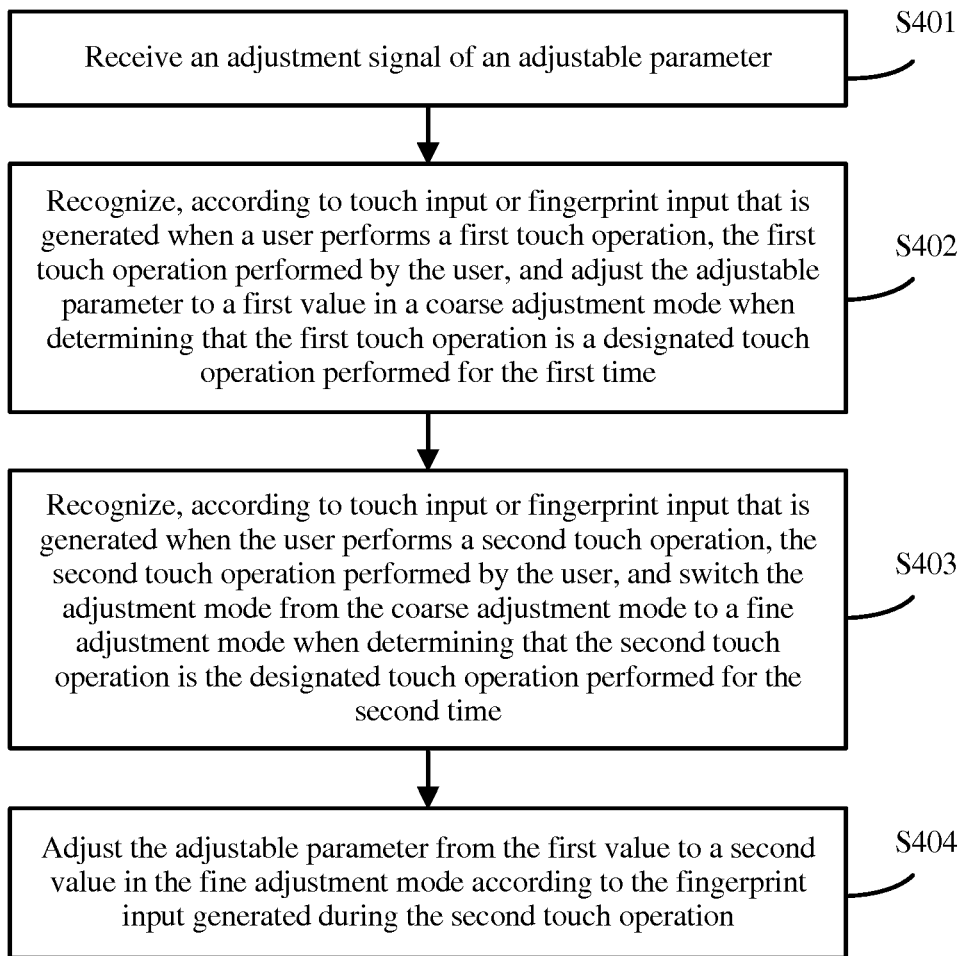 S401
Receive an adjustment signal of an adjustable parameter
S402
Recognize, according to touch input or fingerprint input that is
generated when a user performs a first touch operation, the first
touch operation performed by the user, and adjust the adjustable
parameter to a first value in a coarse adjustment mode when
determining that the first touch operation is a designated touch
operation performed for the first time
S403
Recognize, according to touch input or fingerprint input that is
generated when the user performs a second touch operation, the
second touch operation performed by the user, and switch the
adjustment mode from the coarse adjustment mode to a fine
adjustment mode when determining that the second touch
operation is the designated touch operation performed for the
second time
S404
Adjust the adjustable parameter from the first value to a second
value in the fine adjustment mode according to the fingerprint
input generated during the second touch operation